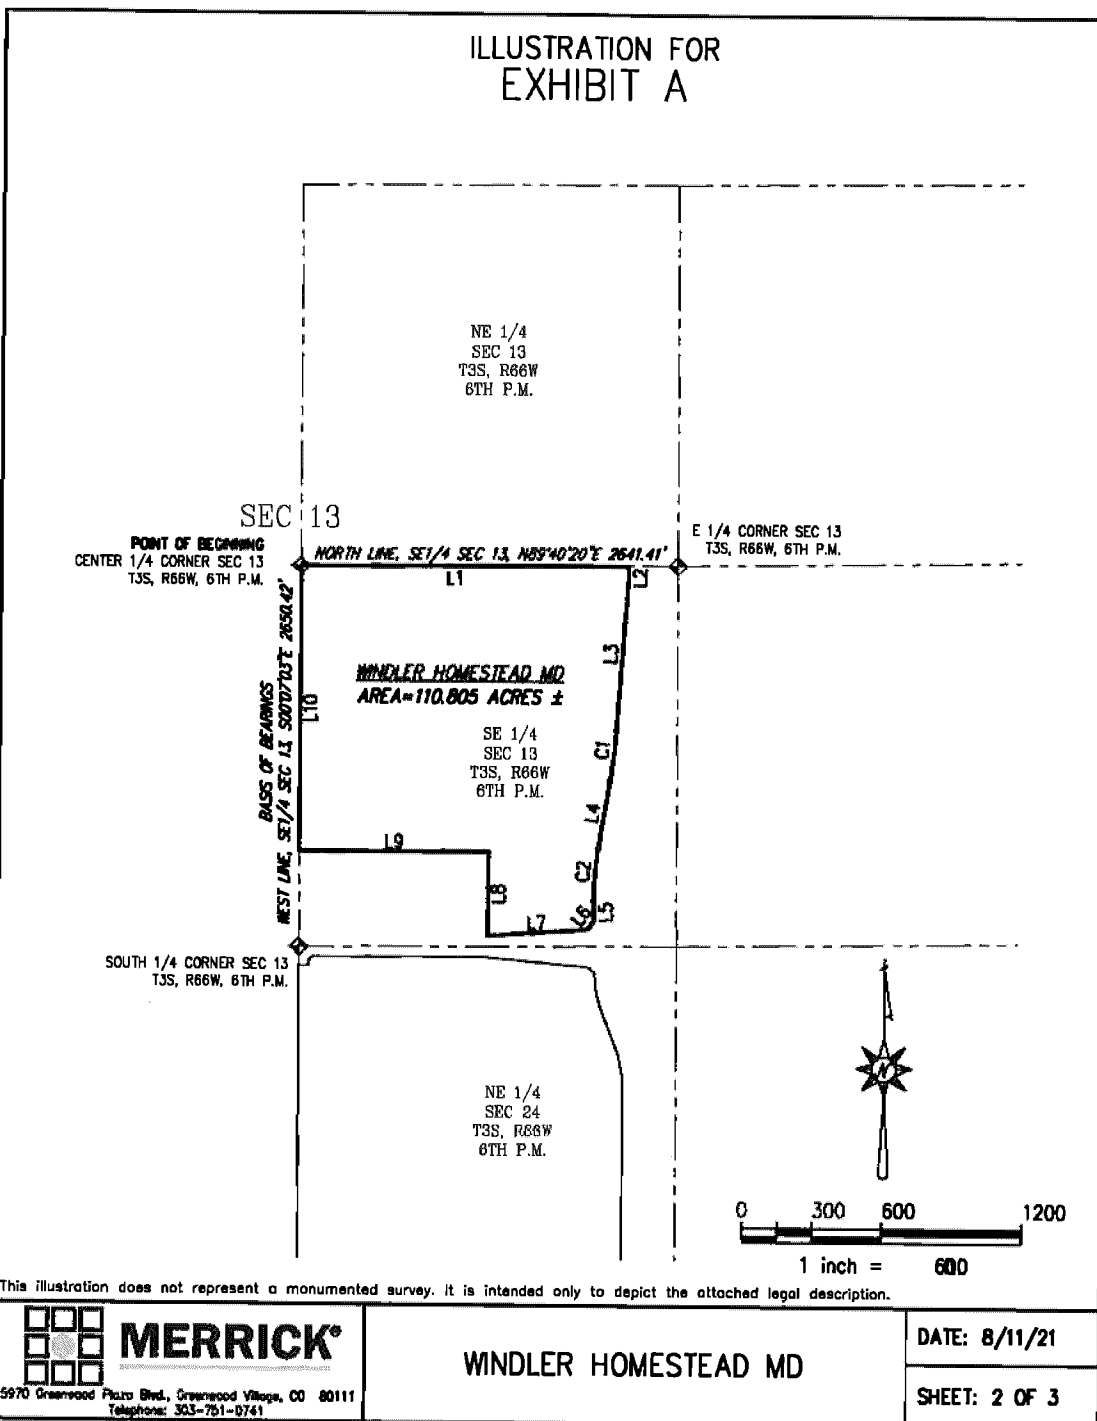 ILLUSTRATION FOR
EXHIBIT A
NE 1/4
SEC 13
T3S, R66W
6TH P.M.
SEC 13
POINT OF BEGINNING
CENTER 1/4 CORNER SEC 13
T3S, R66W, 6TH P.M.
NORTH LINE, SE1/4 SEC 13, N89°40'20"E 2641.41'
E 1/4 CORNER SEC 13
T3S, R66W, 6TH P.M.
L1
L2
L3
BASIS OF BEARINGS
WEST LINE, SE1/4 SEC 13, S00°07'03"E 2650.42'
L10
WINDLER HOMESTEAD MD
AREA=110.805 ACRES ±
SE 1/4
SEC 13
T3S, R66W
6TH P.M.
C1
L4
L9
C2
L8
L7
L6
L5
SOUTH 1/4 CORNER SEC 13
T3S, R66W, 6TH P.M.
NE 1/4
SEC 24
T3S, R66W
6TH P.M.
N
0 300 600 1200
1 inch = 600
This illustration does not represent a monumented survey. It is intended only to depict the attached legal description.
MERRICK®
5970 Greenwood Plaza Blvd., Greenwood Village, CO 80111
Telephone: 303-751-0741
WINDLER HOMESTEAD MD
DATE: 8/11/21
SHEET: 2 OF 3